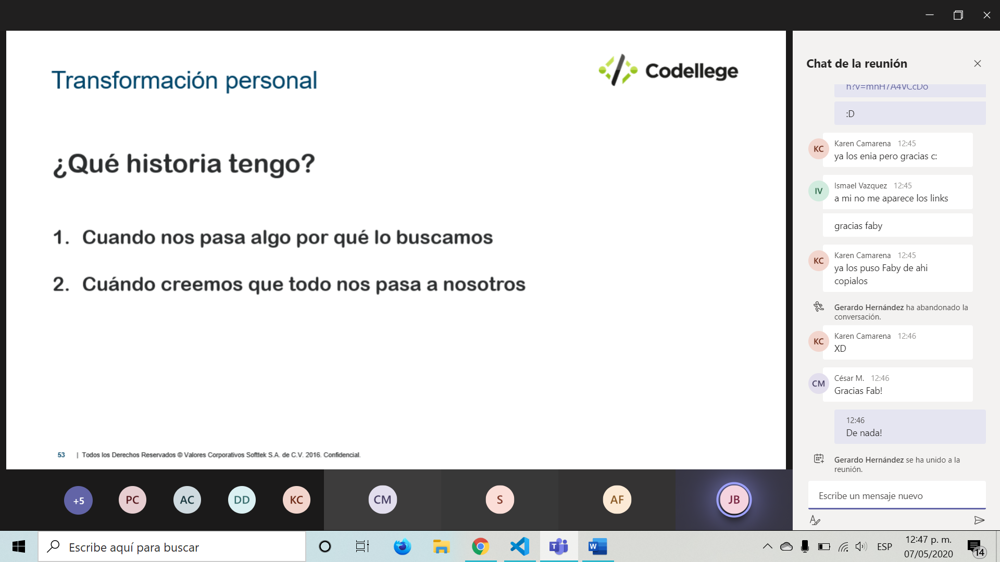 Transformación personal
Codellege
¿Qué historia tengo?
1. Cuando nos pasa algo por qué lo buscamos
2. Cuándo creemos que todo nos pasa a nosotros
53 | Todos los Derechos Reservados © Valores Corporativos Softtek S.A. de C.V. 2016. Confidencial.
+5
PC
AC
DD
KC
CM
S
AF
JB
Chat de la reunión
h?v=mnH7A4VCcDo
:D
KC
Karen Camarena 12:45
ya los enia pero gracias c:
IV
Ismael Vazquez 12:45
a mi no me aparece los links
gracias faby
KC
Karen Camarena 12:45
ya los puso Faby de ahi
copialos
Gerardo Hernández ha abandonado la
conversación.
KC
Karen Camarena 12:46
XD
CM
César M. 12:46
Gracias Fab!
12:46
De nada!
Gerardo Hernández se ha unido a la
reunión.
Escribe un mensaje nuevo
Escribe aquí para buscar
ESP
12:47 p. m.
07/05/2020
14